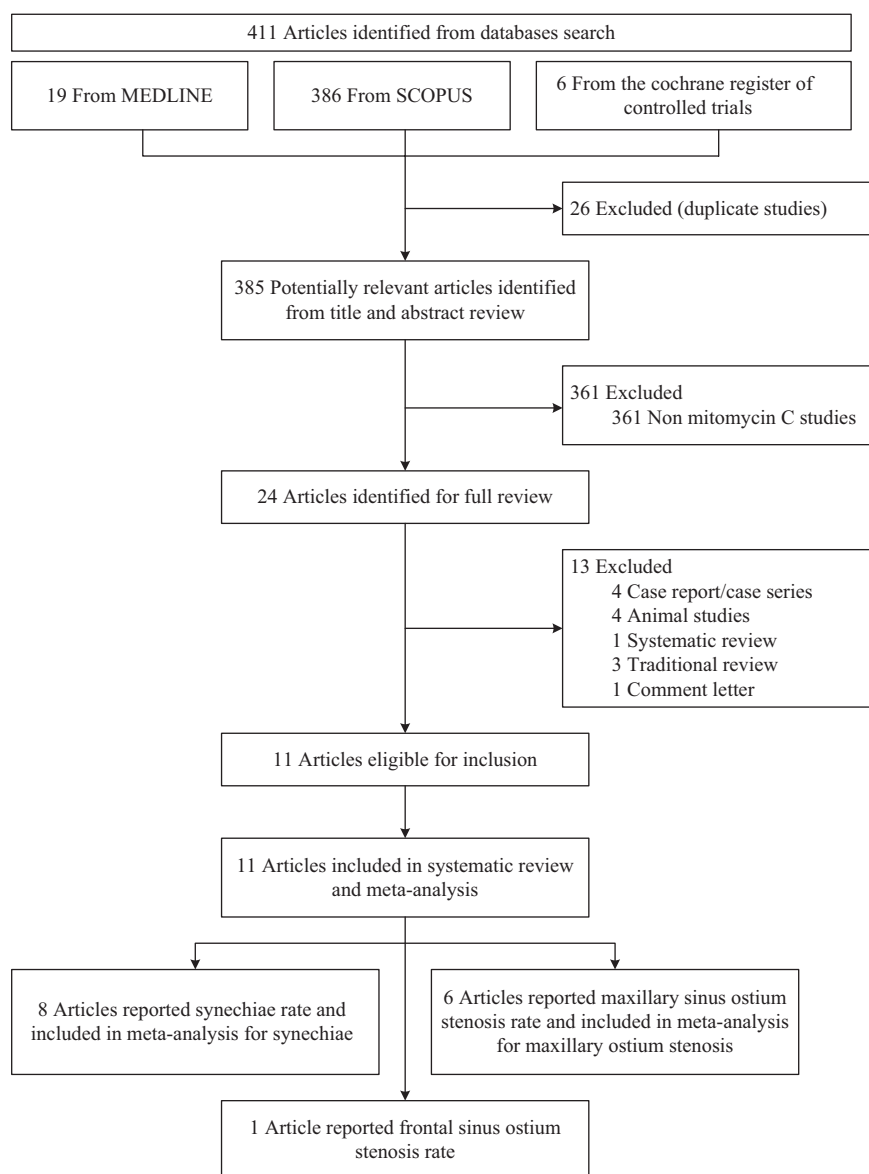 411 Articles identified from databases search
19 From MEDLINE
386 From SCOPUS
6 From the cochrane register of
controlled trials
26 Excluded (duplicate studies)
385 Potentially relevant articles identified
from title and abstract review
361 Excluded
361 Non mitomycin C studies
24 Articles identified for full review
13 Excluded
4 Case report/case series
4 Animal studies
1 Systematic review
3 Traditional review
1 Comment letter
11 Articles eligible for inclusion
11 Articles included in systematic review
and meta-analysis
8 Articles reported synechiae rate and
included in meta-analysis for synechiae
6 Articles reported maxillary sinus ostium
stenosis rate and included in meta-analysis
for maxillary ostium stenosis
1 Article reported frontal sinus ostium
stenosis rate